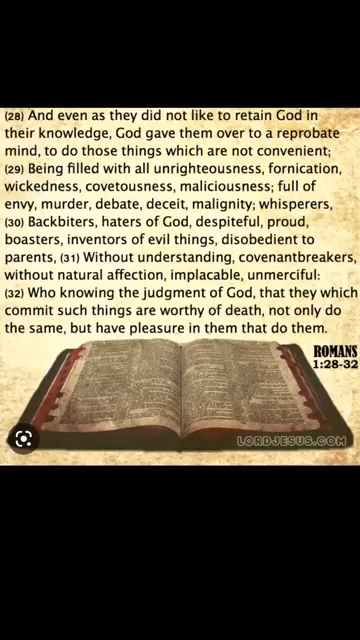 (28) And even as they did not like to retain God in
their knowledge, God gave them over to a reprobate
mind, to do those things which are not convenient;
(29) Being filled with all unrighteousness, fornication,
wickedness, covetousness, maliciousness; full of
envy, murder, debate, deceit, malignity; whisperers,
(30) Backbiters, haters of God, despiteful, proud,
boasters, inventors of evil things, disobedient to
parents, (31) Without understanding, covenantbreakers,
without natural affection, implacable, unmerciful:
(32) Who knowing the judgment of God, that they which
commit such things are worthy of death, not only do
the same, but have pleasure in them that do them.
ROMANS
1:28-32
LORDJESUS.COM